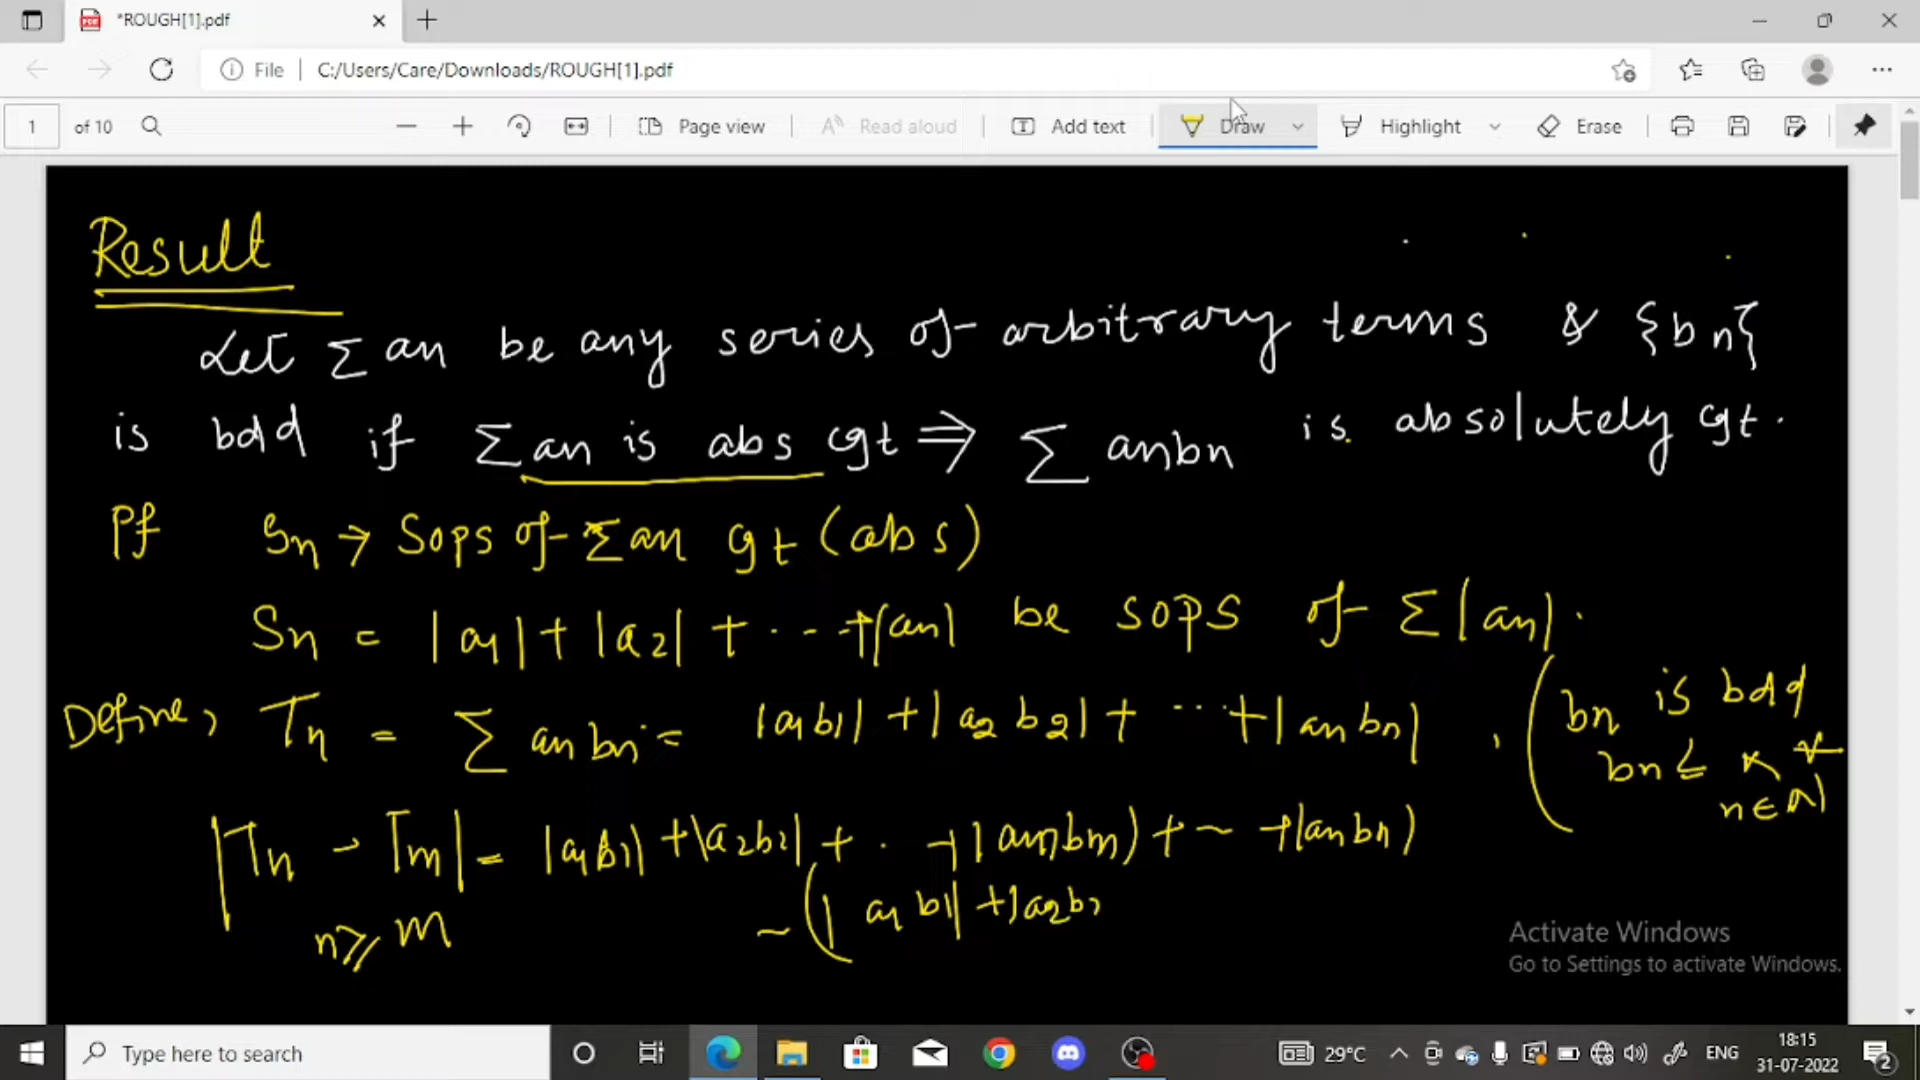 *ROUGH[1].pdf
File C:/Users/Care/Downloads/ROUGH[1].pdf
1 of 10 Page view Read aloud Add text Draw Highlight Erase
Result
Let Σ an be any series of arbitrary terms & {bn}
is bdd if Σ an is abs cgt ⇒ Σ anbn is absolutely cgt.
Pf Sn → Sops of Σ an cgt (abs)
Sn = |a1| + |a2| + ... + |an| be sops of Σ|an|.
Define, Tn = Σ anbn = |a1b1| + |a2b2| + ... + |anbn| , ( bn is bdd
bn ≤ K ∀
n∈N
|Tn - Tm| = |a1b1| + |a2b2| + .. + |ambm| + ~ + |anbn|
n ≥ m - (|a1b1| + |a2b2
Activate Windows
Go to Settings to activate Windows.
Type here to search 29°C ENG 18:15
31-07-2022 2